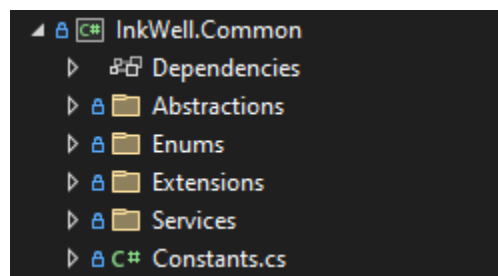 C# InkWell.Common
Dependencies
Abstractions
Enums
Extensions
Services
C# Constants.cs